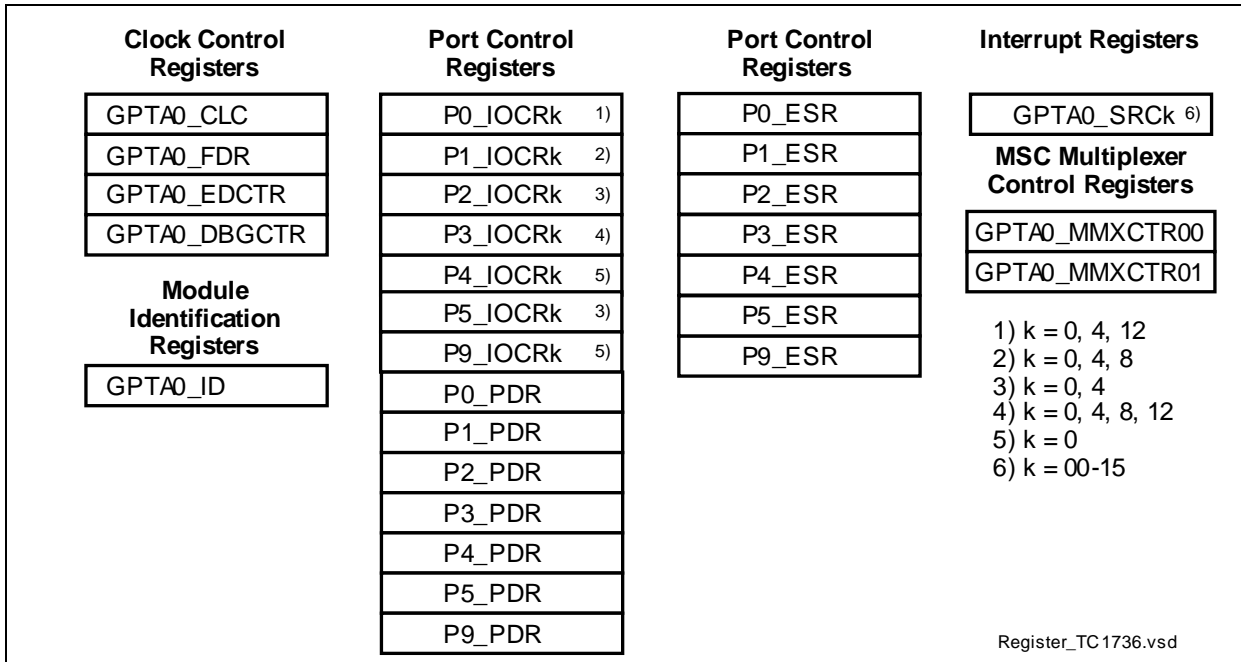 Clock Control
Registers
GPTA0_CLC
GPTA0_FDR
GPTA0_EDCTR
GPTA0_DBGCTR
Module
Identification
Registers
GPTA0_ID
Port Control
Registers
P0_IOCRk 1)
P1_IOCRk 2)
P2_IOCRk 3)
P3_IOCRk 4)
P4_IOCRk 5)
P5_IOCRk 3)
P9_IOCRk 5)
P0_PDR
P1_PDR
P2_PDR
P3_PDR
P4_PDR
P5_PDR
P9_PDR
Port Control
Registers
P0_ESR
P1_ESR
P2_ESR
P3_ESR
P4_ESR
P5_ESR
P9_ESR
Interrupt Registers
GPTA0_SRCk 6)
MSC Multiplexer
Control Registers
GPTA0_MMXCTR00
GPTA0_MMXCTR01
1) k = 0, 4, 12
2) k = 0, 4, 8
3) k = 0, 4
4) k = 0, 4, 8, 12
5) k = 0
6) k = 00-15
Register_TC1736.vsd